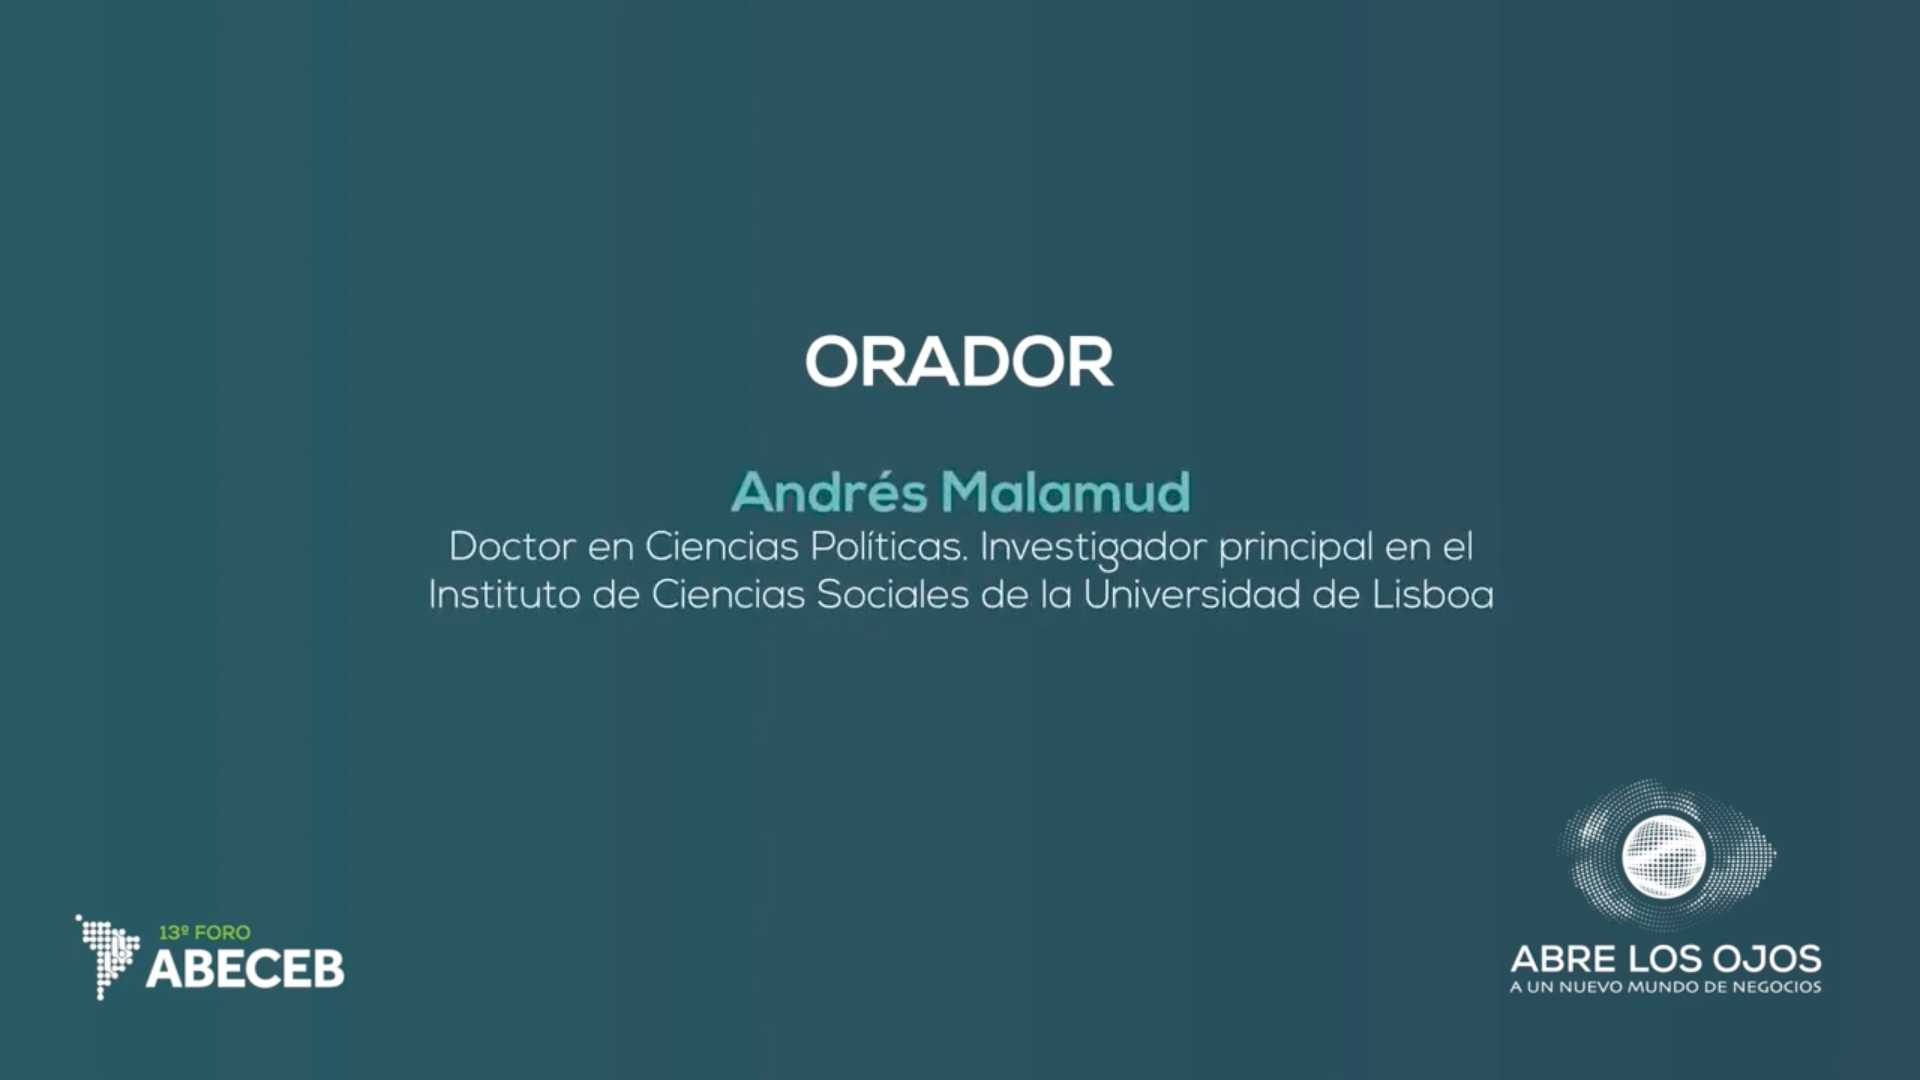 ORADOR
Andrés Malamud
Doctor en Ciencias Políticas. Investigador principal en el
Instituto de Ciencias Sociales de la Universidad de Lisboa
13º FORO
ABECEB
ABRE LOS OJOS
A UN NUEVO MUNDO DE NEGOCIOS